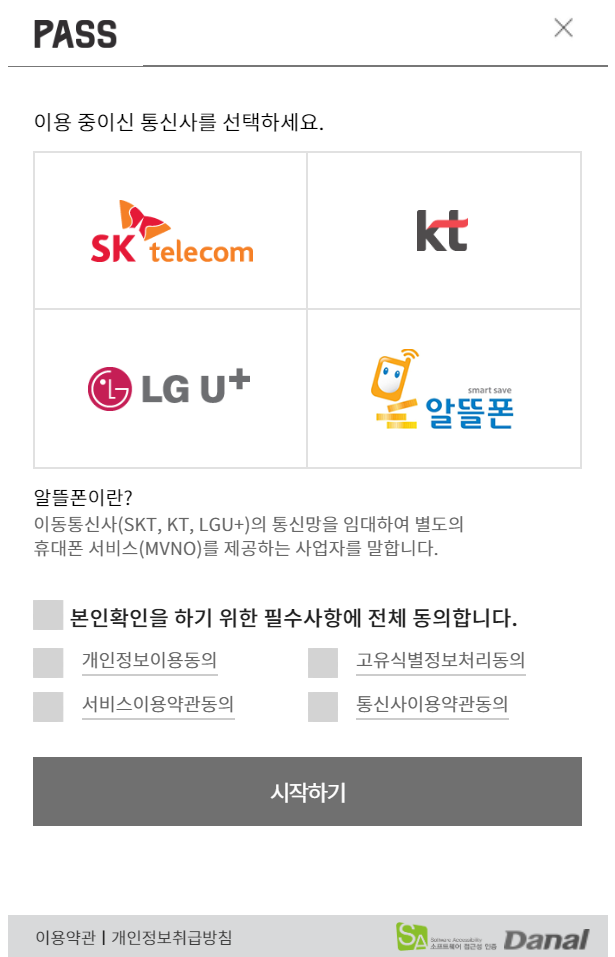 PASS
이용 중이신 통신사를 선택하세요.
SK telecom
kt
LG U+
smart save
알뜰폰
알뜰폰이란?
이동통신사(SKT, KT, LGU+)의 통신망을 임대하여 별도의
휴대폰 서비스(MVNO)를 제공하는 사업자를 말합니다.
본인확인을 하기 위한 필수사항에 전체 동의합니다.
개인정보이용동의 고유식별정보처리동의
서비스이용약관동의 통신사이용약관동의
시작하기
이용약관 | 개인정보취급방침
SA
Software Accessibility
소프트웨어 접근성 인증
Danal